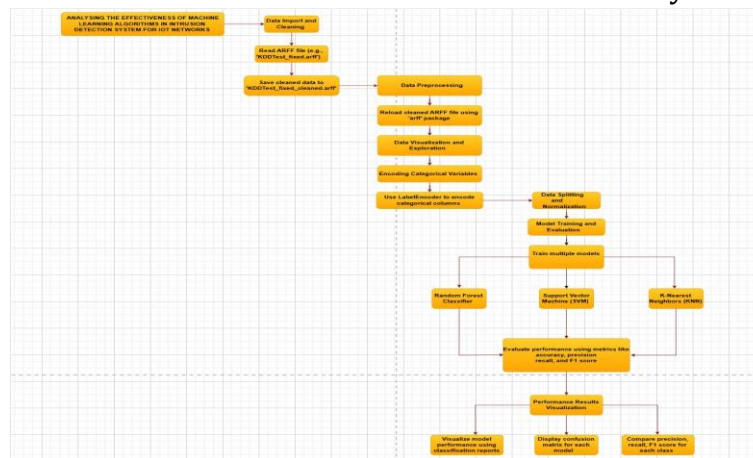 ANALYSING THE EFFECTIVENESS OF MACHINE
LEARNING ALGORITHMS IN INTRUSION
DETECTION SYSTEM FOR IOT NETWORKS
Data Import and
Cleaning
Read ARFF file (e.g.,
'KDDTest_fixed.arff').
Save cleaned data to
'KDDTest_fixed_cleaned.arff'
Data Preprocessing
Reload cleaned ARFF file using
'arff' package
Data Visualization and
Exploration
Encoding Categorical Variables
Use LabelEncoder to encode
categorical columns
Data Splitting
and
Normalization
Model Training and
Evaluation
Train multiple models
Random Forest
Classifier
Support Vector
Machine (SVM)
K-Nearest
Neighbors (KNN)
Evaluate performance using metrics like
accuracy, precision
recall, and F1 score
Performance Results
Visualization
Visualize model
performance using
classification reports
Display confusion
matrix for each
model
Compare precision,
recall, F1 score for
each class